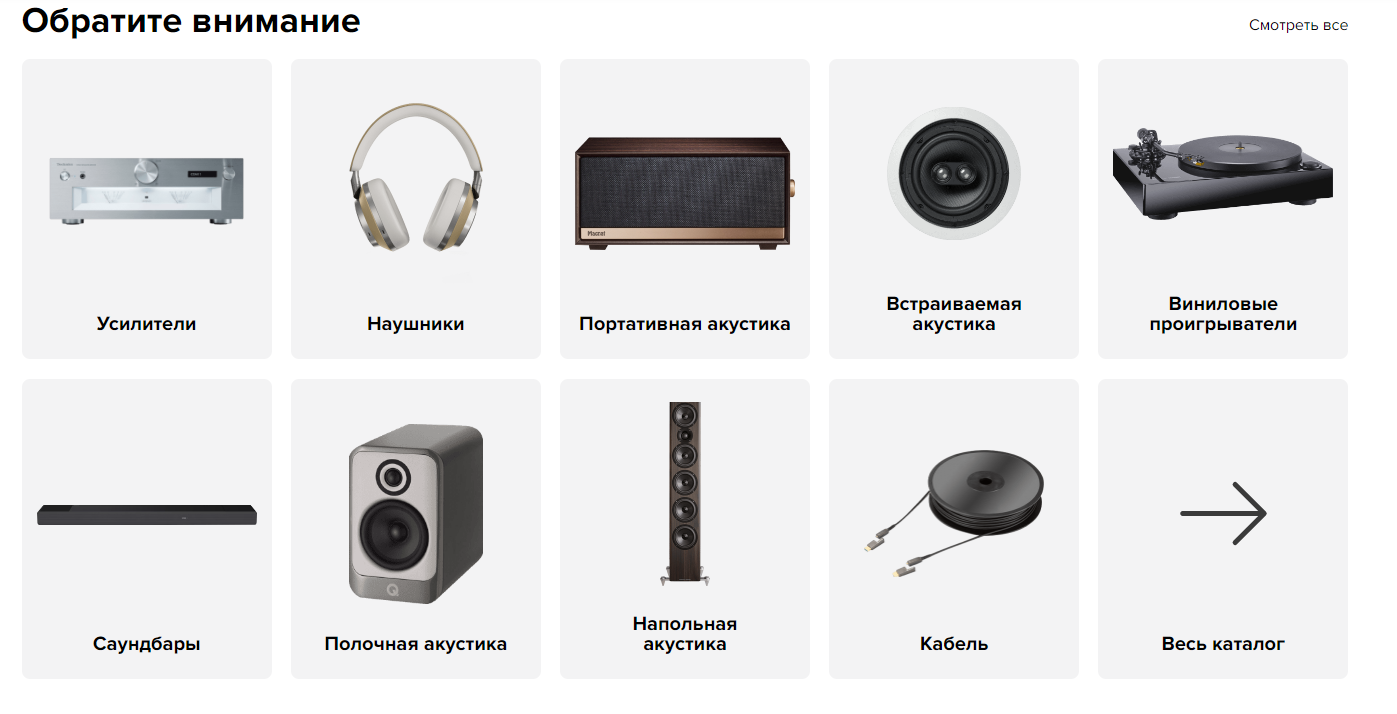 Обратите внимание
Смотреть все
Усилители
Наушники
Magnat
Портативная акустика
Встраиваемая
акустика
Виниловые
проигрыватели
Саундбары
Q
Полочная акустика
Напольная
акустика
Кабель
Весь каталог